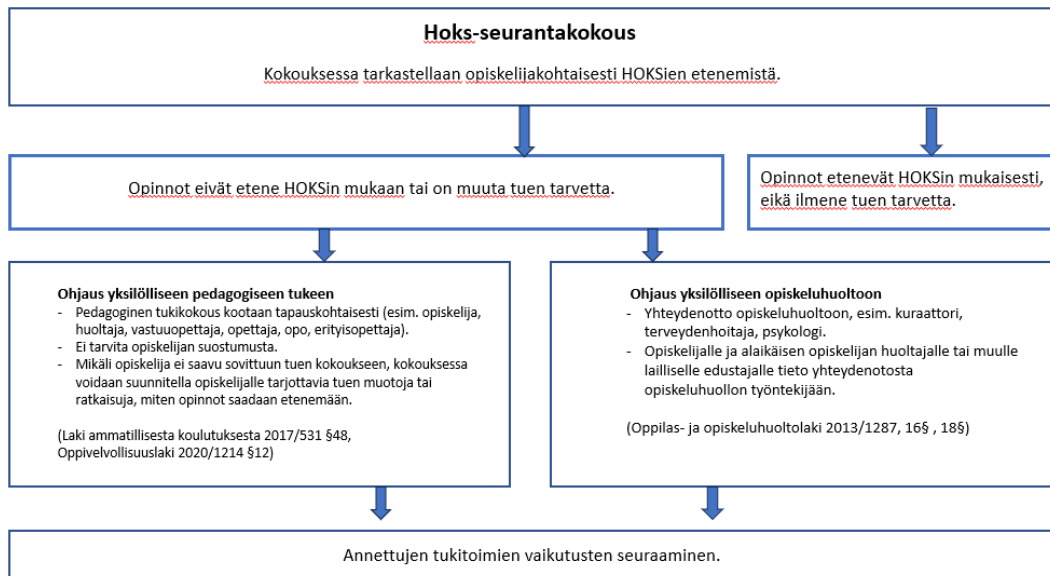 Hoks-seurantakokous
Kokouksessa tarkastellaan opiskelijakohtaisesti HOKSien etenemistä.
Opinnot eivät etene HOKSin mukaan tai on muuta tuen tarvetta.
Opinnot etenevät HOKSin mukaisesti,
eikä ilmene tuen tarvetta.
Ohjaus yksilölliseen pedagogiseen tukeen
- Pedagoginen tukikokous kootaan tapauskohtaisesti (esim. opiskelija,
huoltaja, vastuuopettaja, opettaja, opo, erityisopettaja).
- Ei tarvita opiskelijan suostumusta.
- Mikäli opiskelija ei saavu sovittuun tuen kokoukseen, kokouksessa
voidaan suunnitella opiskelijalle tarjottavia tuen muotoja tai
ratkaisuja, miten opinnot saadaan etenemään.
(Laki ammatillisesta koulutuksesta 2017/531 §48,
Oppivelvollisuuslaki 2020/1214 §12)
Ohjaus yksilölliseen opiskeluhuoltoon
- Yhteydenotto opiskeluhuoltoon, esim. kuraattori,
terveydenhoitaja, psykologi.
- Opiskelijalle ja alaikäisen opiskelijan huoltajalle tai muulle
lailliselle edustajalle tieto yhteydenotosta
opiskeluhuollon työntekijään.
(Oppilas- ja opiskeluhuoltolaki 2013/1287, 16§ , 18§)
Annettujen tukitoimien vaikutusten seuraaminen.